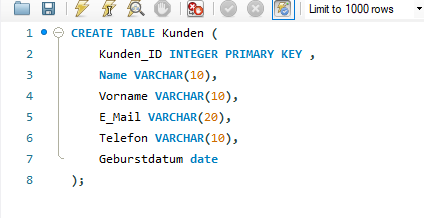 Limit to 1000 rows
1 CREATE TABLE Kunden (
2 Kunden_ID INTEGER PRIMARY KEY ,
3 Name VARCHAR(10),
4 Vorname VARCHAR(10),
5 E_Mail VARCHAR(20),
6 Telefon VARCHAR(10),
7 Geburstdatum date
8 );